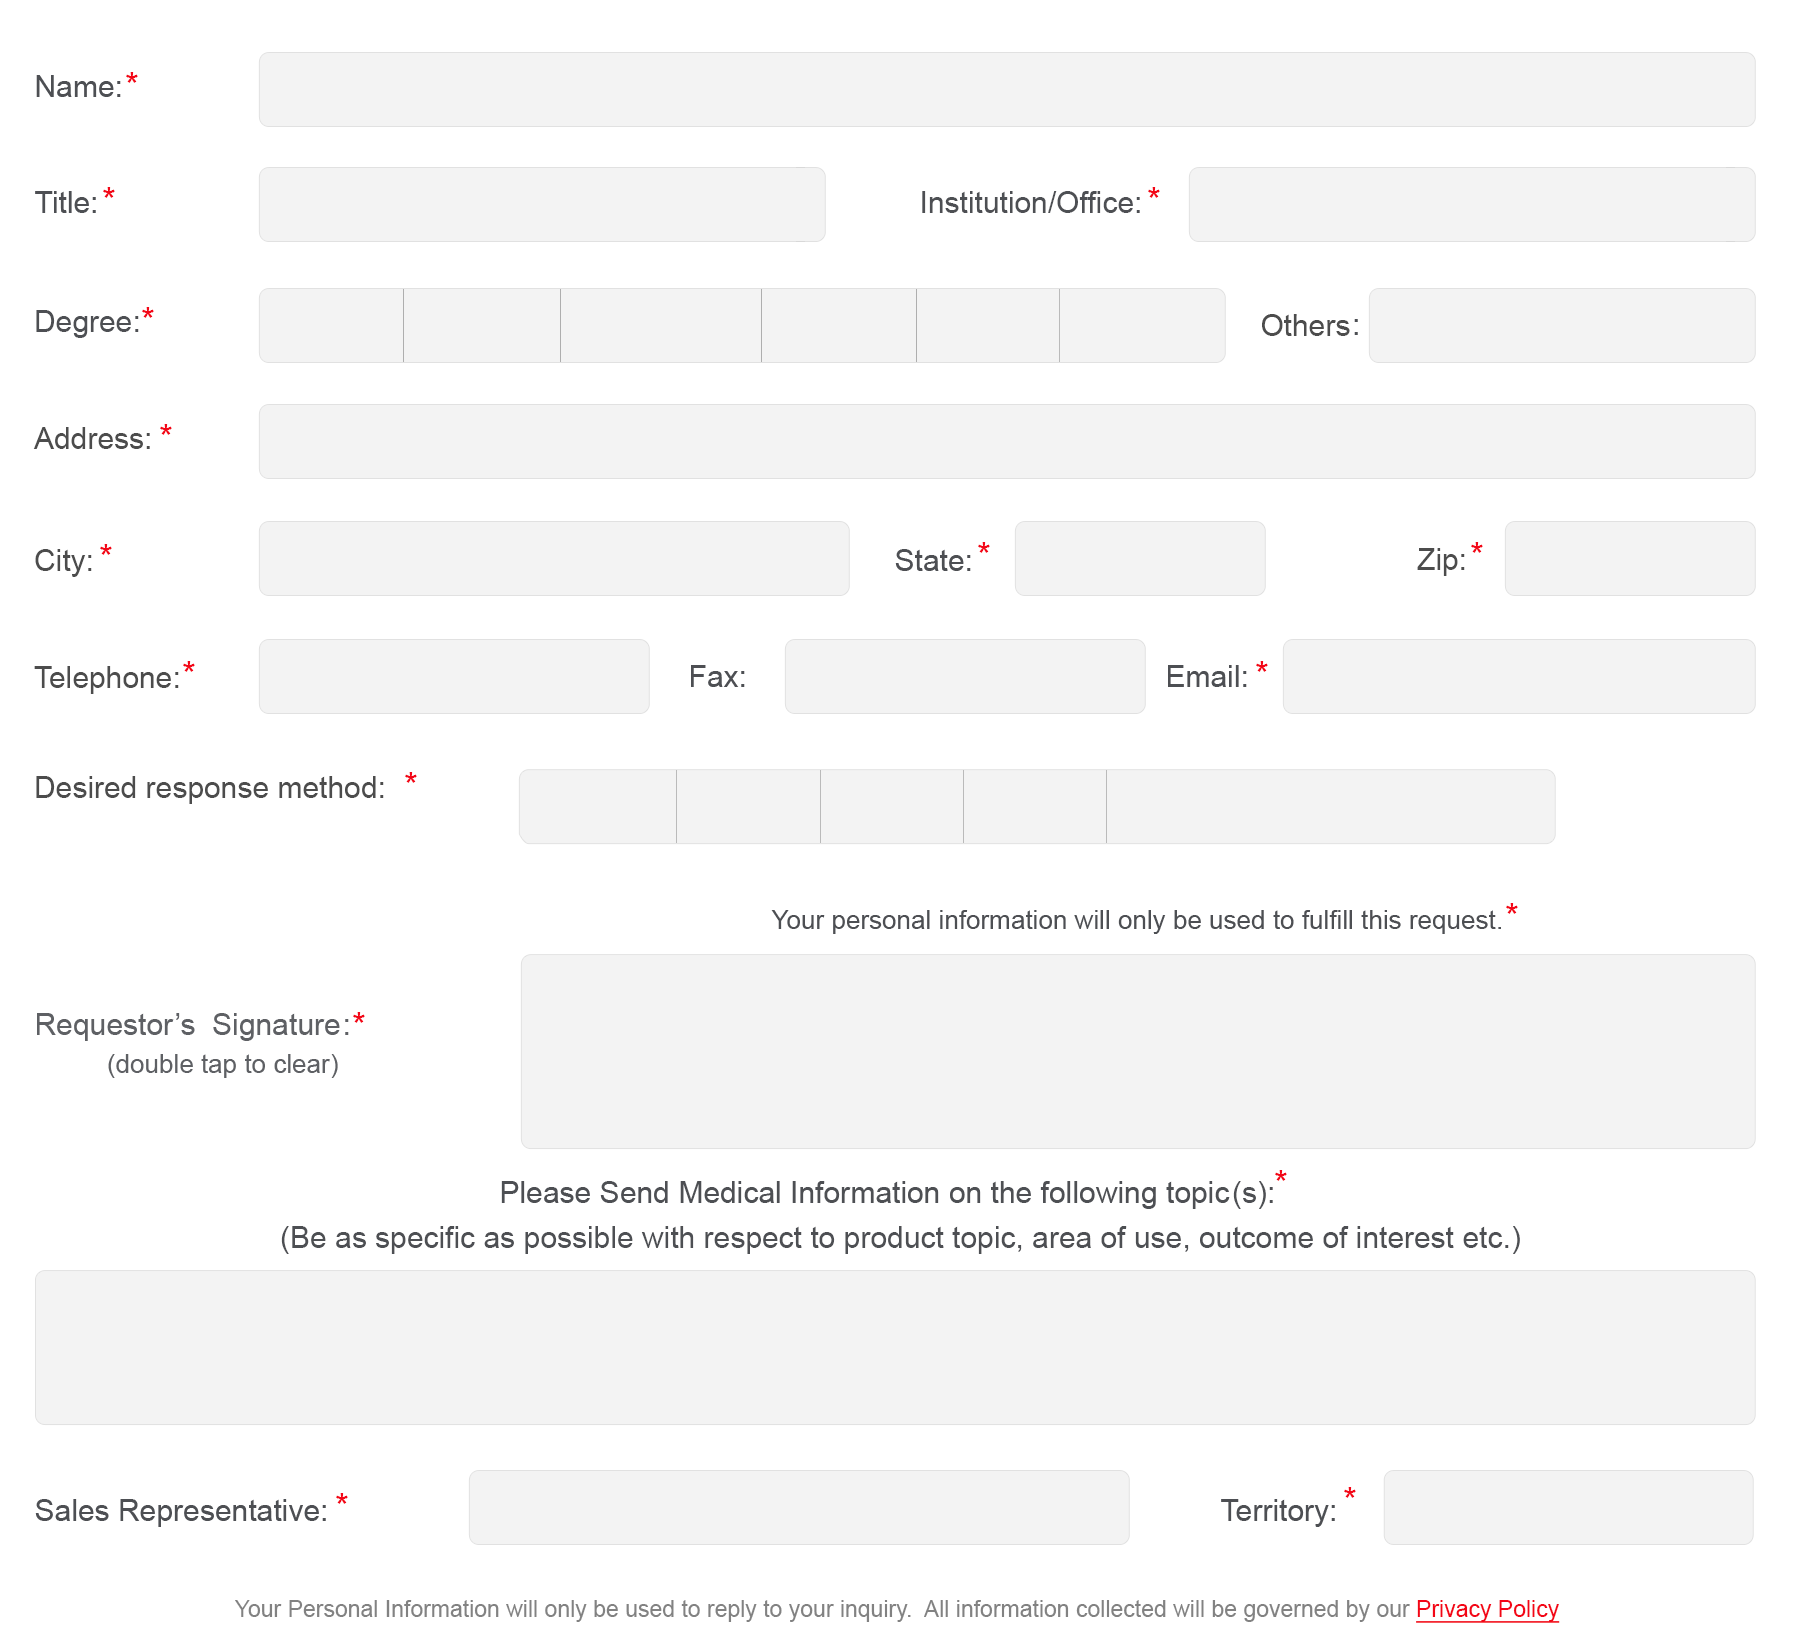 Name:*
Title:* Institution/Office:*
Degree:* Others:
Address: *
City: * State:* Zip:*
Telephone:* Fax: Email: *
Desired response method: *
Your personal information will only be used to fulfill this request.*
Requestor’s Signature:*
(double tap to clear)
Please Send Medical Information on the following topic(s):*
(Be as specific as possible with respect to product topic, area of use, outcome of interest etc.)
Sales Representative: * Territory: *
Your Personal Information will only be used to reply to your inquiry. All information collected will be governed by our Privacy Policy